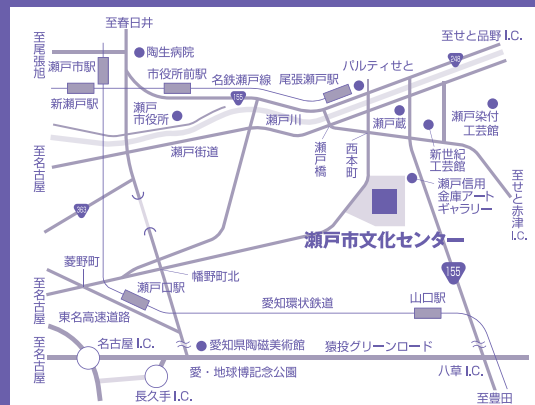 至春日井
至せと品野 I.C.
至尾張旭
陶生病院
248
瀬戸市駅
市役所前駅
名鉄瀬戸線
尾張瀬戸駅
パルティせと
新瀬戸駅
155
瀬戸
市役所
瀬戸川
瀬戸蔵
瀬戸染付
工芸館
至名古屋
瀬戸街道
瀬戸橋
西本町
新世紀
工芸館
瀬戸信用
金庫アート
ギャラリー
至せと赤津I.C.
363
瀬戸市文化センター
菱野町
幡野町北
155
瀬戸口駅
愛知環状鉄道
山口駅
至名古屋
東名高速道路
至名古屋
名古屋 I.C.
愛知県陶磁美術館
猿投グリーンロード
愛・地球博記念公園
八草 I.C.
長久手 I.C.
至豊田